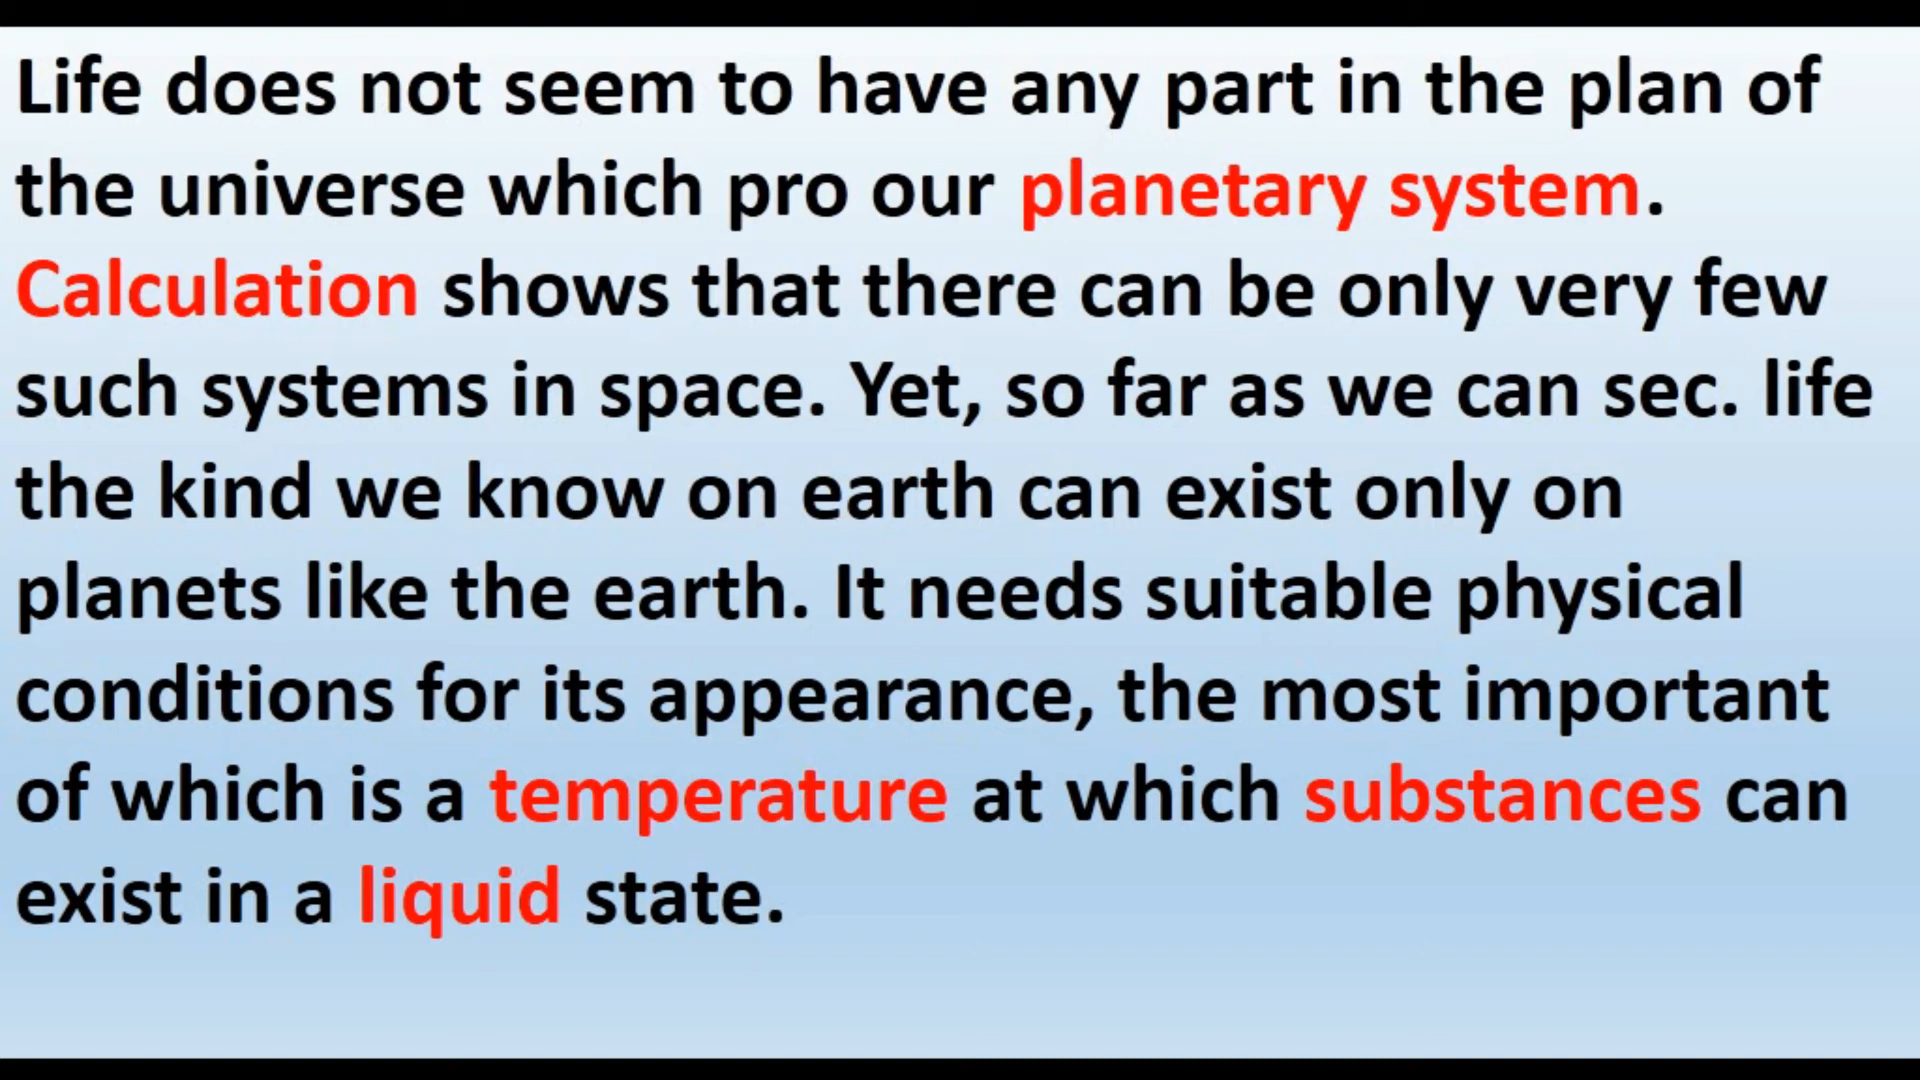 Life does not seem to have any part in the plan of
the universe which pro our planetary system.
Calculation shows that there can be only very few
such systems in space. Yet, so far as we can sec. life
the kind we know on earth can exist only on
planets like the earth. It needs suitable physical
conditions for its appearance, the most important
of which is a temperature at which substances can
exist in a liquid state.